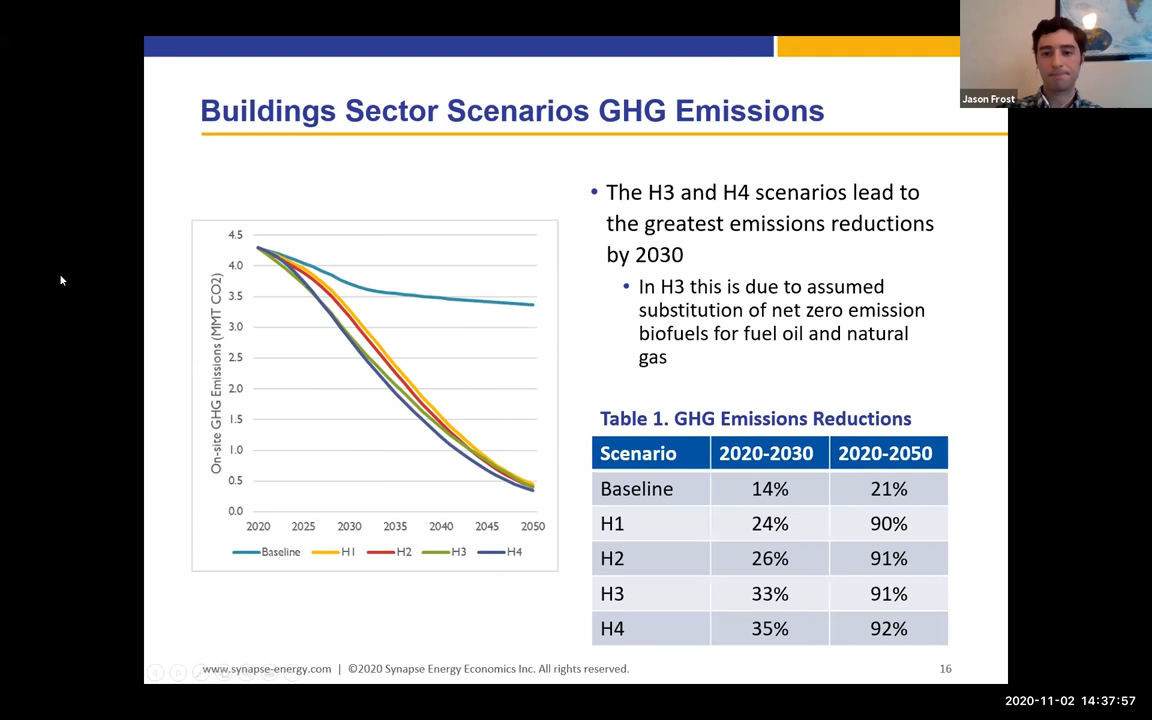 Jason Frost
Buildings Sector Scenarios GHG Emissions
• The H3 and H4 scenarios lead to
the greatest emissions reductions
by 2030
• In H3 this is due to assumed
substitution of net zero emission
biofuels for fuel oil and natural
gas
On-site GHG Emissions (MMT CO2)
4.5
4.0
3.5
3.0
2.5
2.0
1.5
1.0
0.5
0.0
2020 2025 2030 2035 2040 2045 2050
Baseline H1 H2 H3 H4
Table 1. GHG Emissions Reductions
Scenario 2020-2030 2020-2050
Baseline 14% 21%
H1 24% 90%
H2 26% 91%
H3 33% 91%
H4 35% 92%
www.synapse-energy.com | ©2020 Synapse Energy Economics Inc. All rights reserved. 16
2020-11-02 14:37:57